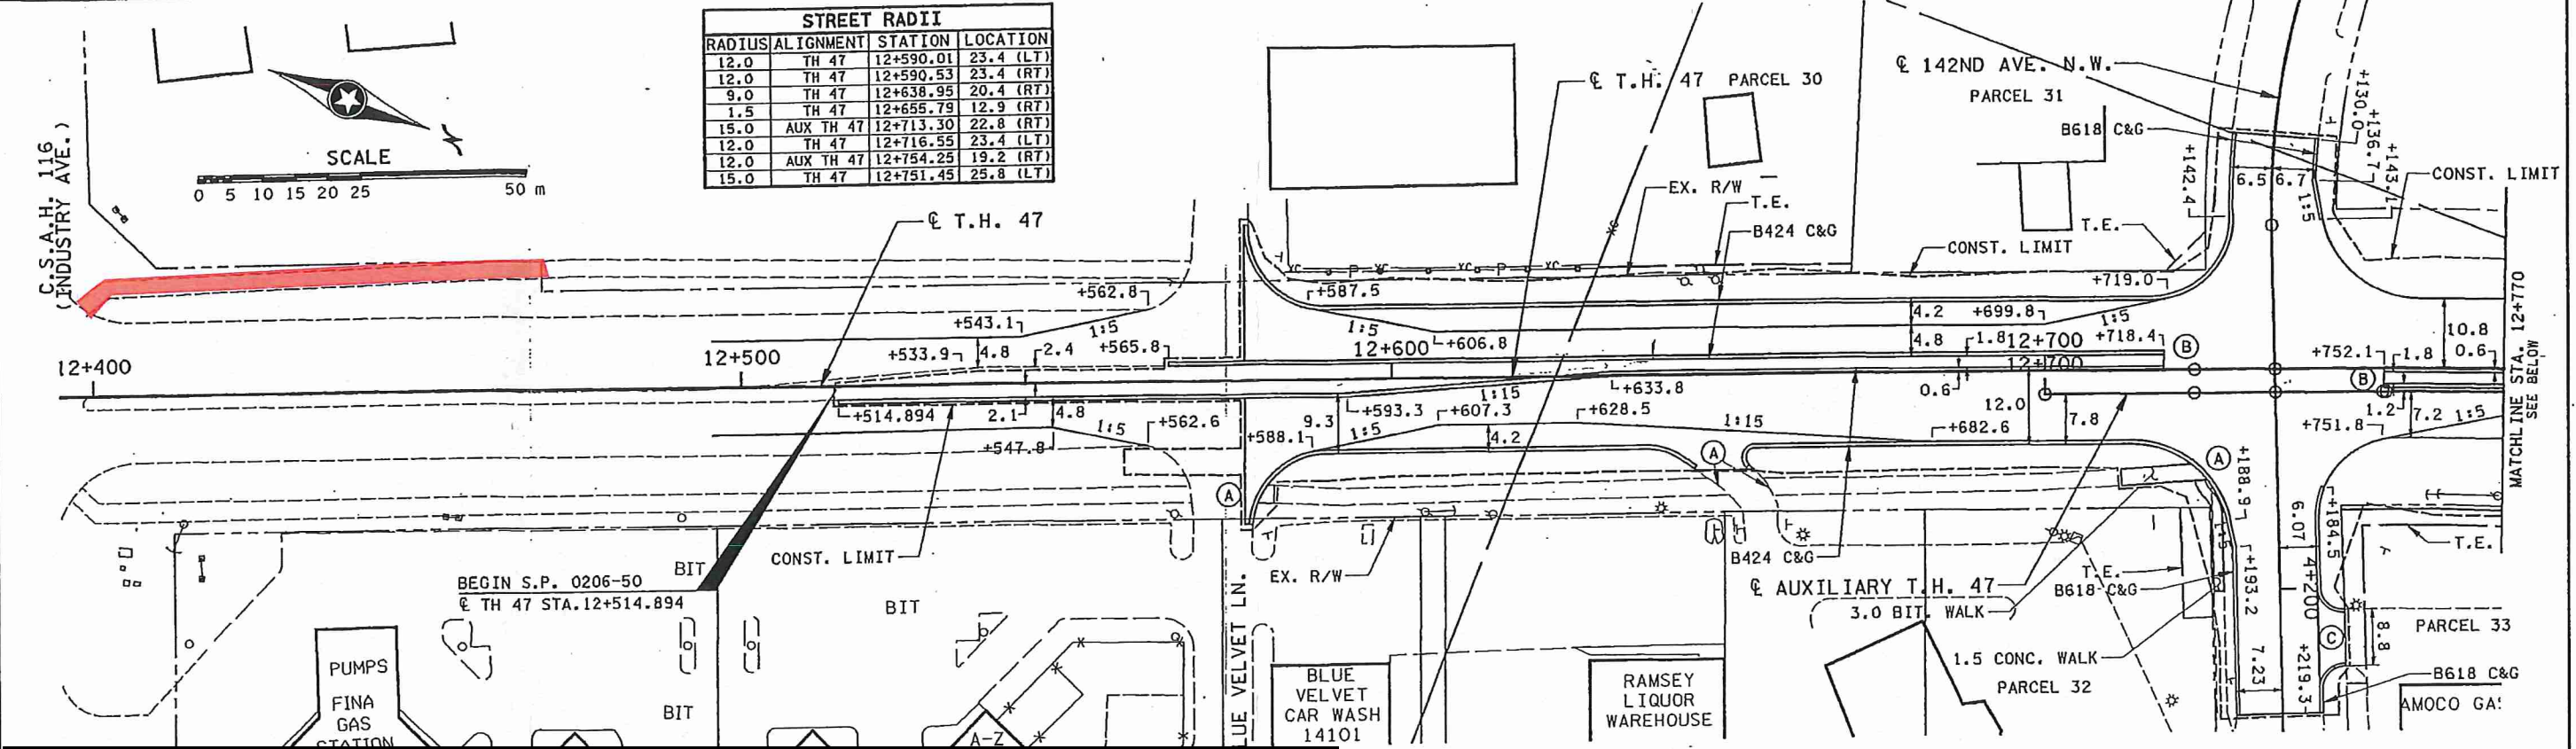 STREET RADII
RADIUS ALIGNMENT STATION LOCATION
12.0 TH 47 12+590.01 23.4 (LT)
12.0 TH 47 12+590.53 23.4 (RT)
9.0 TH 47 12+638.95 20.4 (RT)
1.5 TH 47 12+655.79 12.9 (RT)
15.0 AUX TH 47 12+713.30 22.8 (RT)
12.0 TH 47 12+716.55 23.4 (LT)
12.0 AUX TH 47 12+754.25 19.2 (RT)
15.0 TH 47 12+751.45 25.8 (LT)
SCALE
0 5 10 15 20 25 50 m
C.S.A.H. 116
(INDUSTRY AVE.)
℄ T.H. 47
℄ T.H. 47
PARCEL 30
℄ 142ND AVE. N.W.
PARCEL 31
B618 C&G
+130.0
+136.7
+143.1
+142.4
6.5 6.7
1:5
CONST. LIMIT
EX. R/W
T.E.
B424 C&G
T.E.
CONST. LIMIT
+562.8
+587.5
+719.0
+543.1
1:5
1:5
4.2
+699.8
1:5
10.8
12+400
12+500
+533.9
4.8
2.4
+565.8
12+600
+606.8
4.8
1.8
12+700
+718.4
B
12+700
+752.1
1.8
0.6
B
MATCHLINE STA. 12+770
SEE BELOW
+514.894
2.1
4.8
+562.6
9.3
+593.3
1:15
+633.8
0.6
12.0
7.8
1.2
7.2
1:5
+547.8
1:5
+588.1
1:5
+607.3
4.2
+628.5
1:15
+682.6
+751.8
A
A
A
+188.9
6.07
+184.5
T.E.
CONST. LIMIT
EX. R/W
B424 C&G
BEGIN S.P. 0206-50
℄ TH 47 STA.12+514.894
BIT
BIT
BIT
℄ AUXILIARY T.H. 47
3.0 BIT. WALK
T.E.
B618 C&G
1:5
+193.2
4+200
1.5 CONC. WALK
PARCEL 32
7.23
+219.3
C
8.8
PARCEL 33
B618 C&G
AMOCO GAS
PUMPS
FINA
GAS
STATION
A-Z
BLUE VELVET LN.
BLUE
VELVET
CAR WASH
14101
RAMSEY
LIQUOR
WAREHOUSE